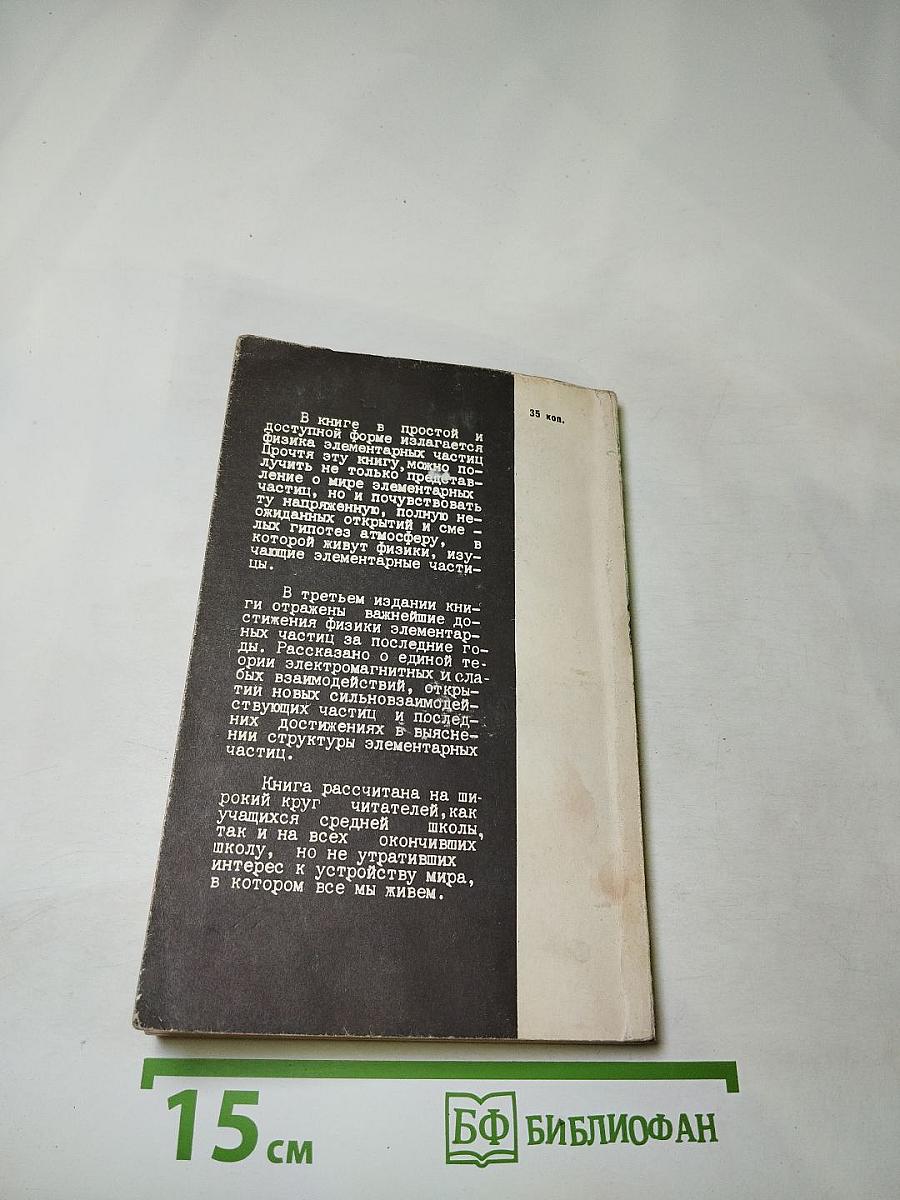 В книге в простой и
доступной форме излагается
физика элементарных частиц
Прочтя эту книгу, можно по-
лучить не только представ-
ление о мире элементарных
частиц, но и почувствовать
ту напряженную, полную не-
ожиданных открытий и сме -
лых гипотез атмосферу, в
которой живут физики, изу-
чающие элементарные части-
цы.
В третьем издании кни-
ги отражены важнейшие до-
стижения физики элементар-
ных частиц за последние го-
ды. Рассказано о единой те-
ории электромагнитных и сла-
бых взаимодействий, откры-
тий новых сильновзаимодей-
ствующих частиц и послед-
них достижениях в выясне-
нии структуры элементарных
частиц.
Книга рассчитана на ши-
рокий круг читателей, как
учащихся средней школы,
так и на всех окончивших
школу, но не утративших
интерес к устройству мира,
в котором все мы живем.
35 коп.
15 см
БФ БИБЛИОФАН